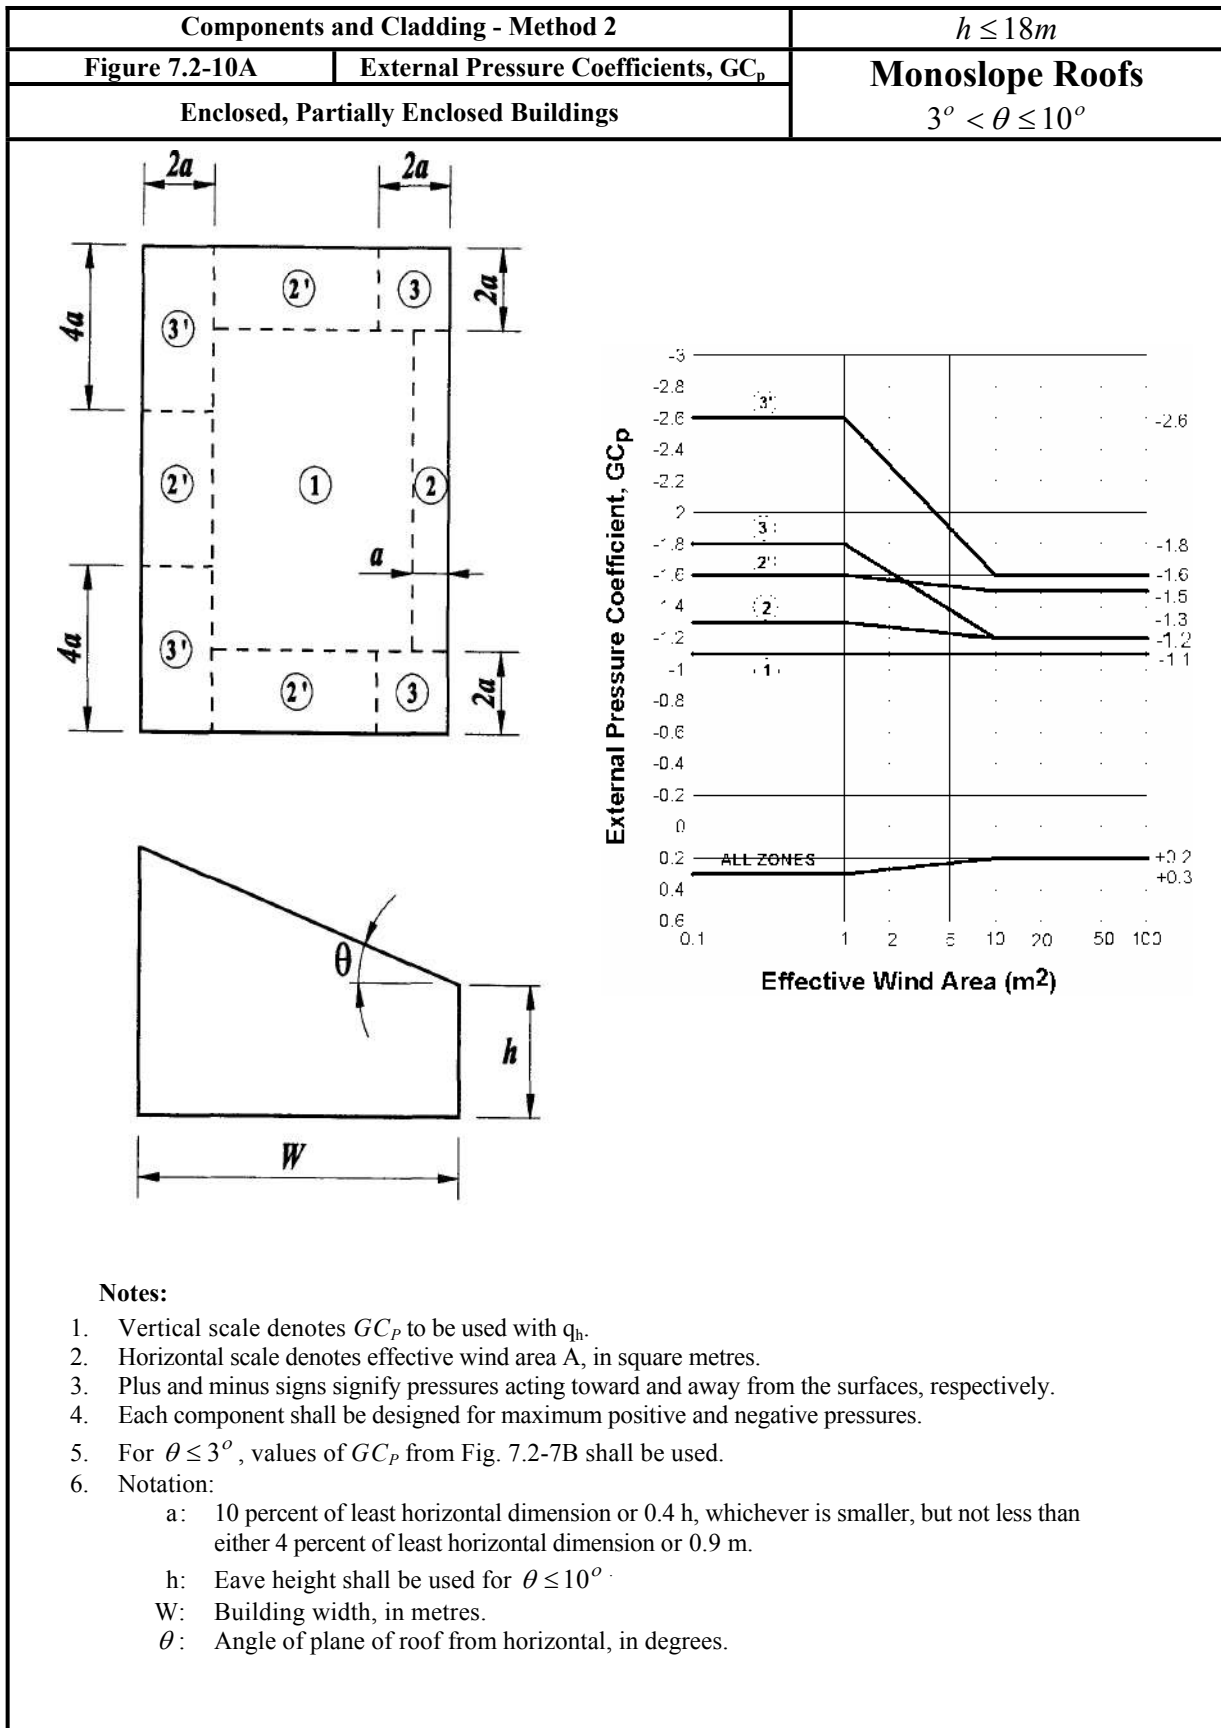 Components and Cladding - Method 2
h ≤ 18m
Figure 7.2-10A
External Pressure Coefficients, GCp
Monoslope Roofs
Enclosed, Partially Enclosed Buildings
3° < θ ≤ 10°
2a
2a
4a
3'
2'
3
2a
2'
1
2
a
4a
3'
2'
3
2a
θ
h
W
External Pressure Coefficient, GCp
-3
-2.8
-2.6
-2.4
-2.2
2
-1.8
-1.6
1.4
-1.2
-1
-0.8
-0.6
-0.4
-0.2
0
0.2
0.4
0.6
3'
3
2'
2
1
ALL ZONES
-2.6
-1.8
-1.6
-1.5
-1.3
-1.2
-1.1
+0.2
+0.3
0.1
1
2
5
10
20
50
100
Effective Wind Area (m2)
Notes:
1. Vertical scale denotes GCP to be used with qh.
2. Horizontal scale denotes effective wind area A, in square metres.
3. Plus and minus signs signify pressures acting toward and away from the surfaces, respectively.
4. Each component shall be designed for maximum positive and negative pressures.
5. For θ ≤ 3°, values of GCP from Fig. 7.2-7B shall be used.
6. Notation:
a: 10 percent of least horizontal dimension or 0.4 h, whichever is smaller, but not less than
either 4 percent of least horizontal dimension or 0.9 m.
h: Eave height shall be used for θ ≤ 10°.
W: Building width, in metres.
θ: Angle of plane of roof from horizontal, in degrees.